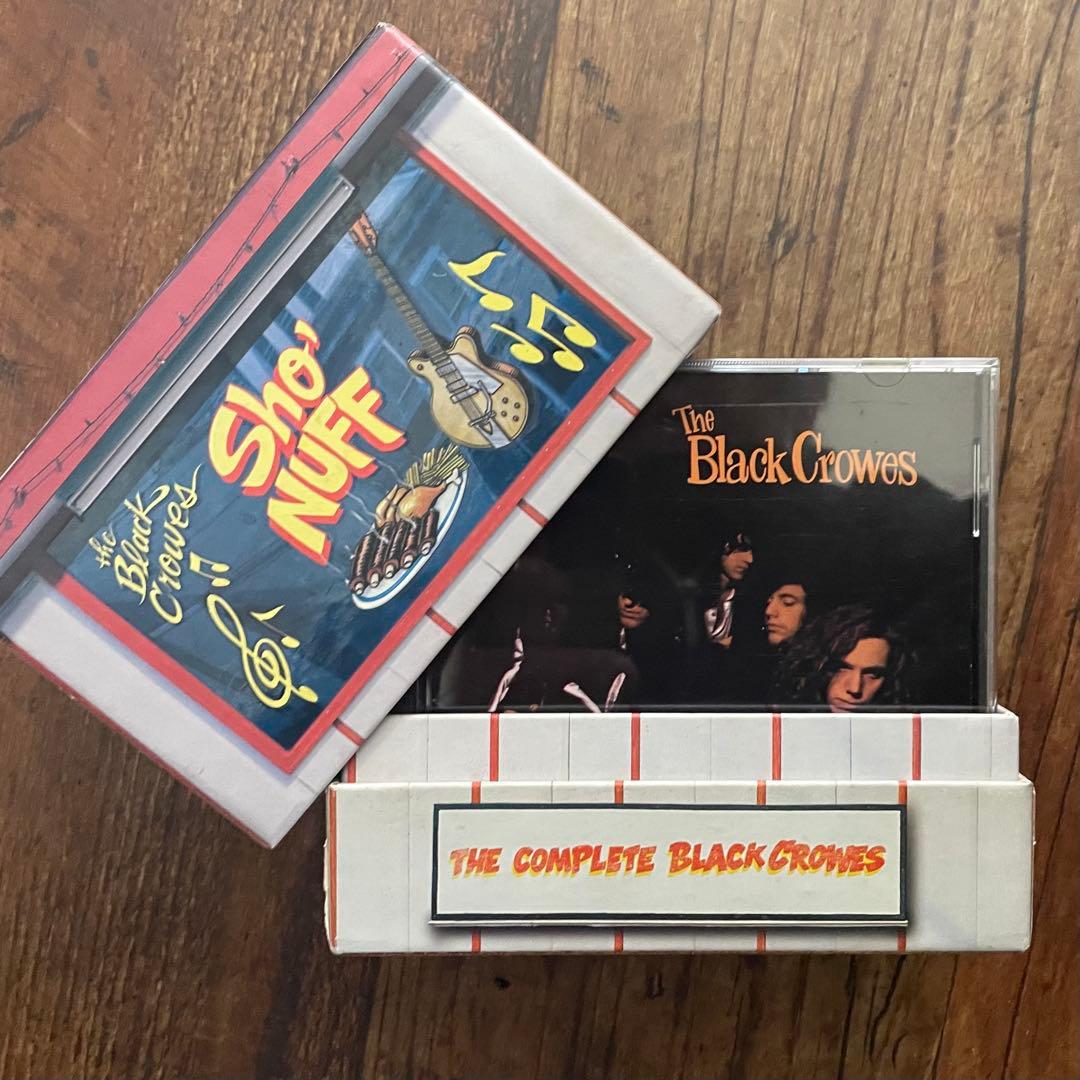 Sho'
NUFF
the
Black
Crowes
The
Black Crowes
THE COMPLETE BLACK CROWES